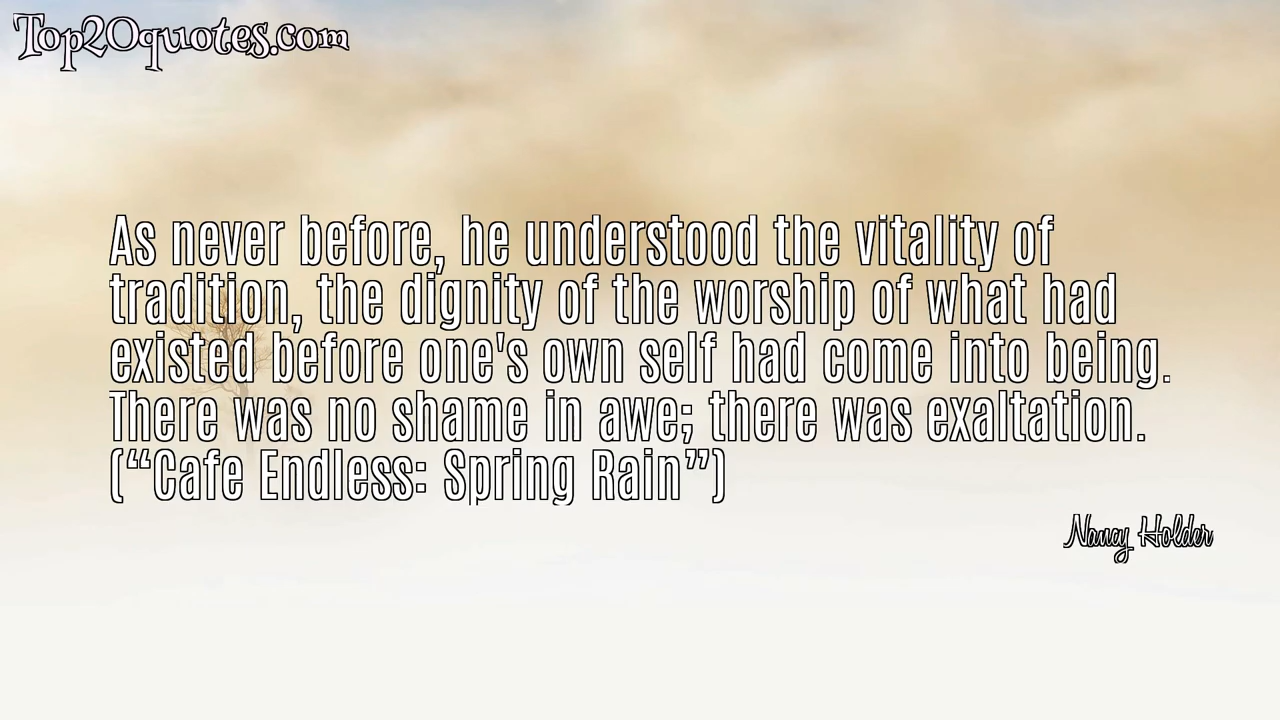 Top20quotes.com
As never before, he understood the vitality of
tradition, the dignity of the worship of what had
existed before one's own self had come into being.
There was no shame in awe; there was exaltation.
(“Cafe Endless: Spring Rain”)
Nancy Holder